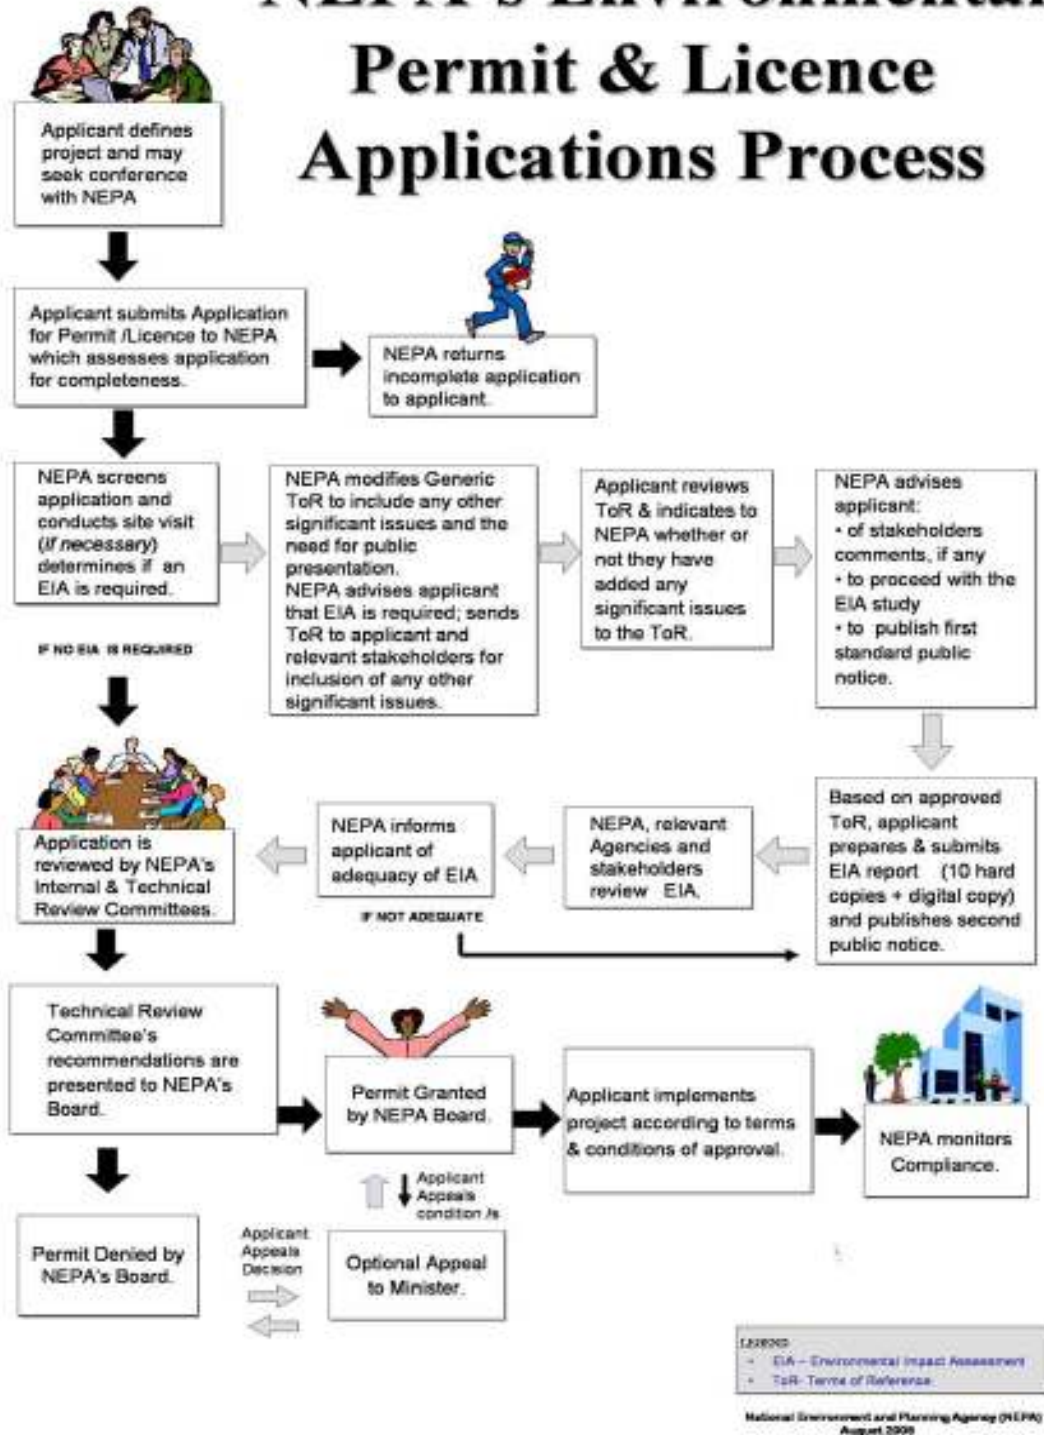 NEPA's Environmental
Permit & Licence
Applications Process
Applicant defines
project and may
seek conference
with NEPA
Applicant submits Application
for Permit /Licence to NEPA
which assesses application
for completeness.
NEPA returns
incomplete application
to applicant.
NEPA screens
application and
conducts site visit
(if necessary)
determines if an
EIA is required.
NEPA modifies Generic
ToR to include any other
significant issues and the
need for public
presentation.
NEPA advises applicant
that EIA is required; sends
ToR to applicant and
relevant stakeholders for
inclusion of any other
significant issues.
Applicant reviews
ToR & indicates to
NEPA whether or
not they have
added any
significant issues
to the ToR.
NEPA advises
applicant:
• of stakeholders
comments, if any
• to proceed with the
EIA study
• to publish first
standard public
notice.
IF NO EIA IS REQUIRED
Application is
reviewed by NEPA's
Internal & Technical
Review Committees.
NEPA informs
applicant of
adequacy of EIA
IF NOT ADEQUATE
NEPA, relevant
Agencies and
stakeholders
review EIA.
Based on approved
ToR, applicant
prepares & submits
EIA report (10 hard
copies + digital copy)
and publishes second
public notice.
Technical Review
Committee's
recommendations are
presented to NEPA's
Board.
Permit Granted
by NEPA Board.
Applicant implements
project according to terms
& conditions of approval.
NEPA monitors
Compliance.
Applicant
Appeals
condition /s
Permit Denied by
NEPA's Board.
Applicant
Appeals
Decision
Optional Appeal
to Minister.
LEGEND
• EIA – Environmental Impact Assessment
• ToR- Terms of Reference
National Environment and Planning Agency (NEPA)
August